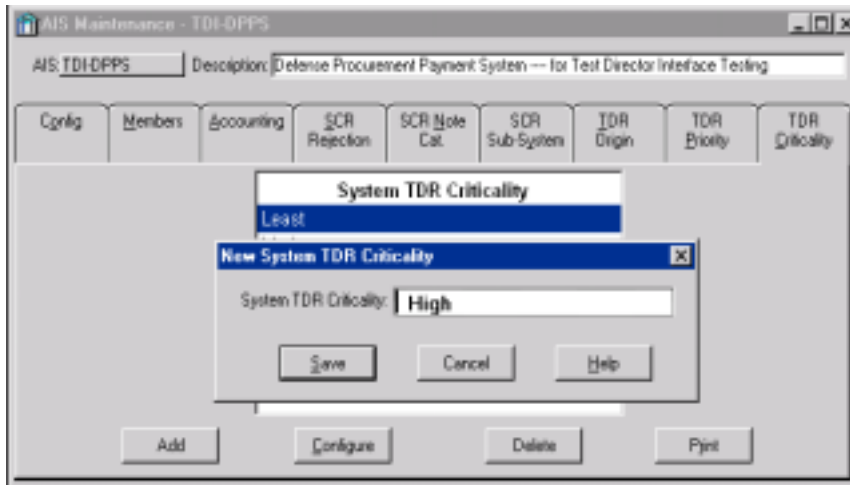 AIS Maintenance - TDI-DPPS
AIS: TDI-DPPS Description: Defense Procurement Payment System --- for Test Director Interface Testing
Config
Members
Accounting
SCR Rejection
SCR Note Cat.
SCR Sub-System
TDR Origin
TDR Priority
TDR Criticality
System TDR Criticality
Least
New System TDR Criticality
System TDR Criticality: High
Save Cancel Help
Add Configure Delete Print